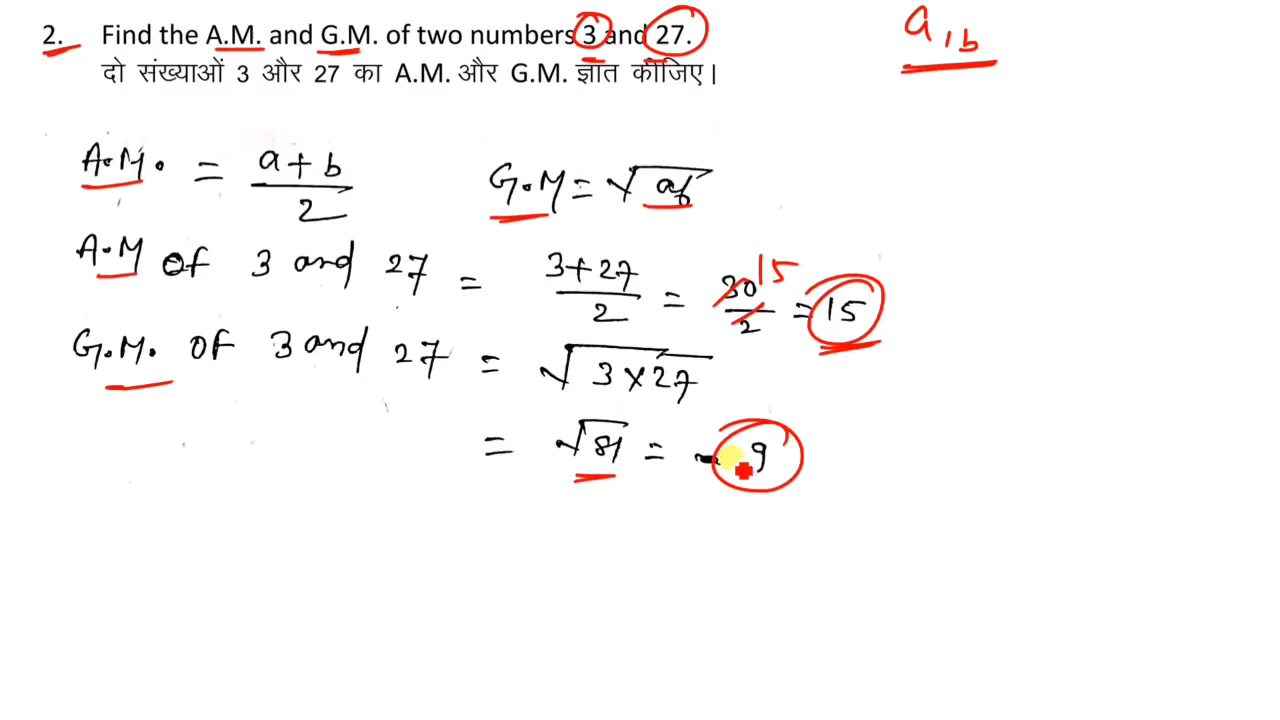 2. Find the A.M. and G.M. of two numbers 3 and 27.
a, b
दो संख्याओं 3 और 27 का A.M. और G.M. ज्ञात कीजिए।
A.M. = a+b/2
G.M = √ab
A.M of 3 and 27 = 3+27/2 = 30/2 15 = 15
G.M. of 3 and 27 = √3×27
= √81 = 9